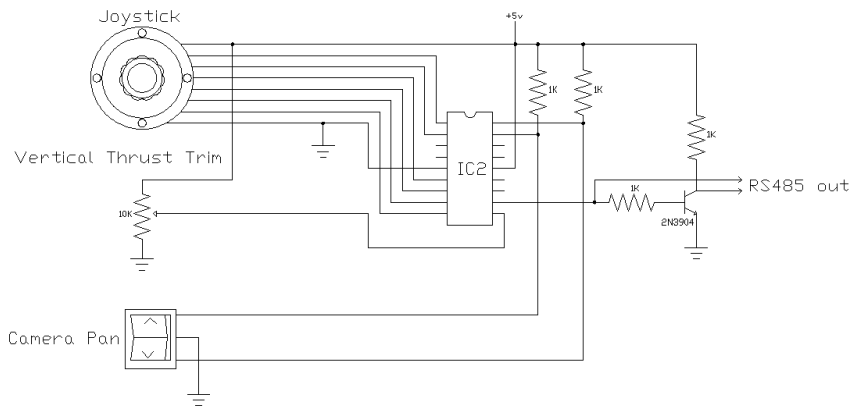 Joystick
+5v
1K
1K
1K
Vertical Thrust Trim
IC2
10K
1K
RS485 out
2N3904
Camera Pan